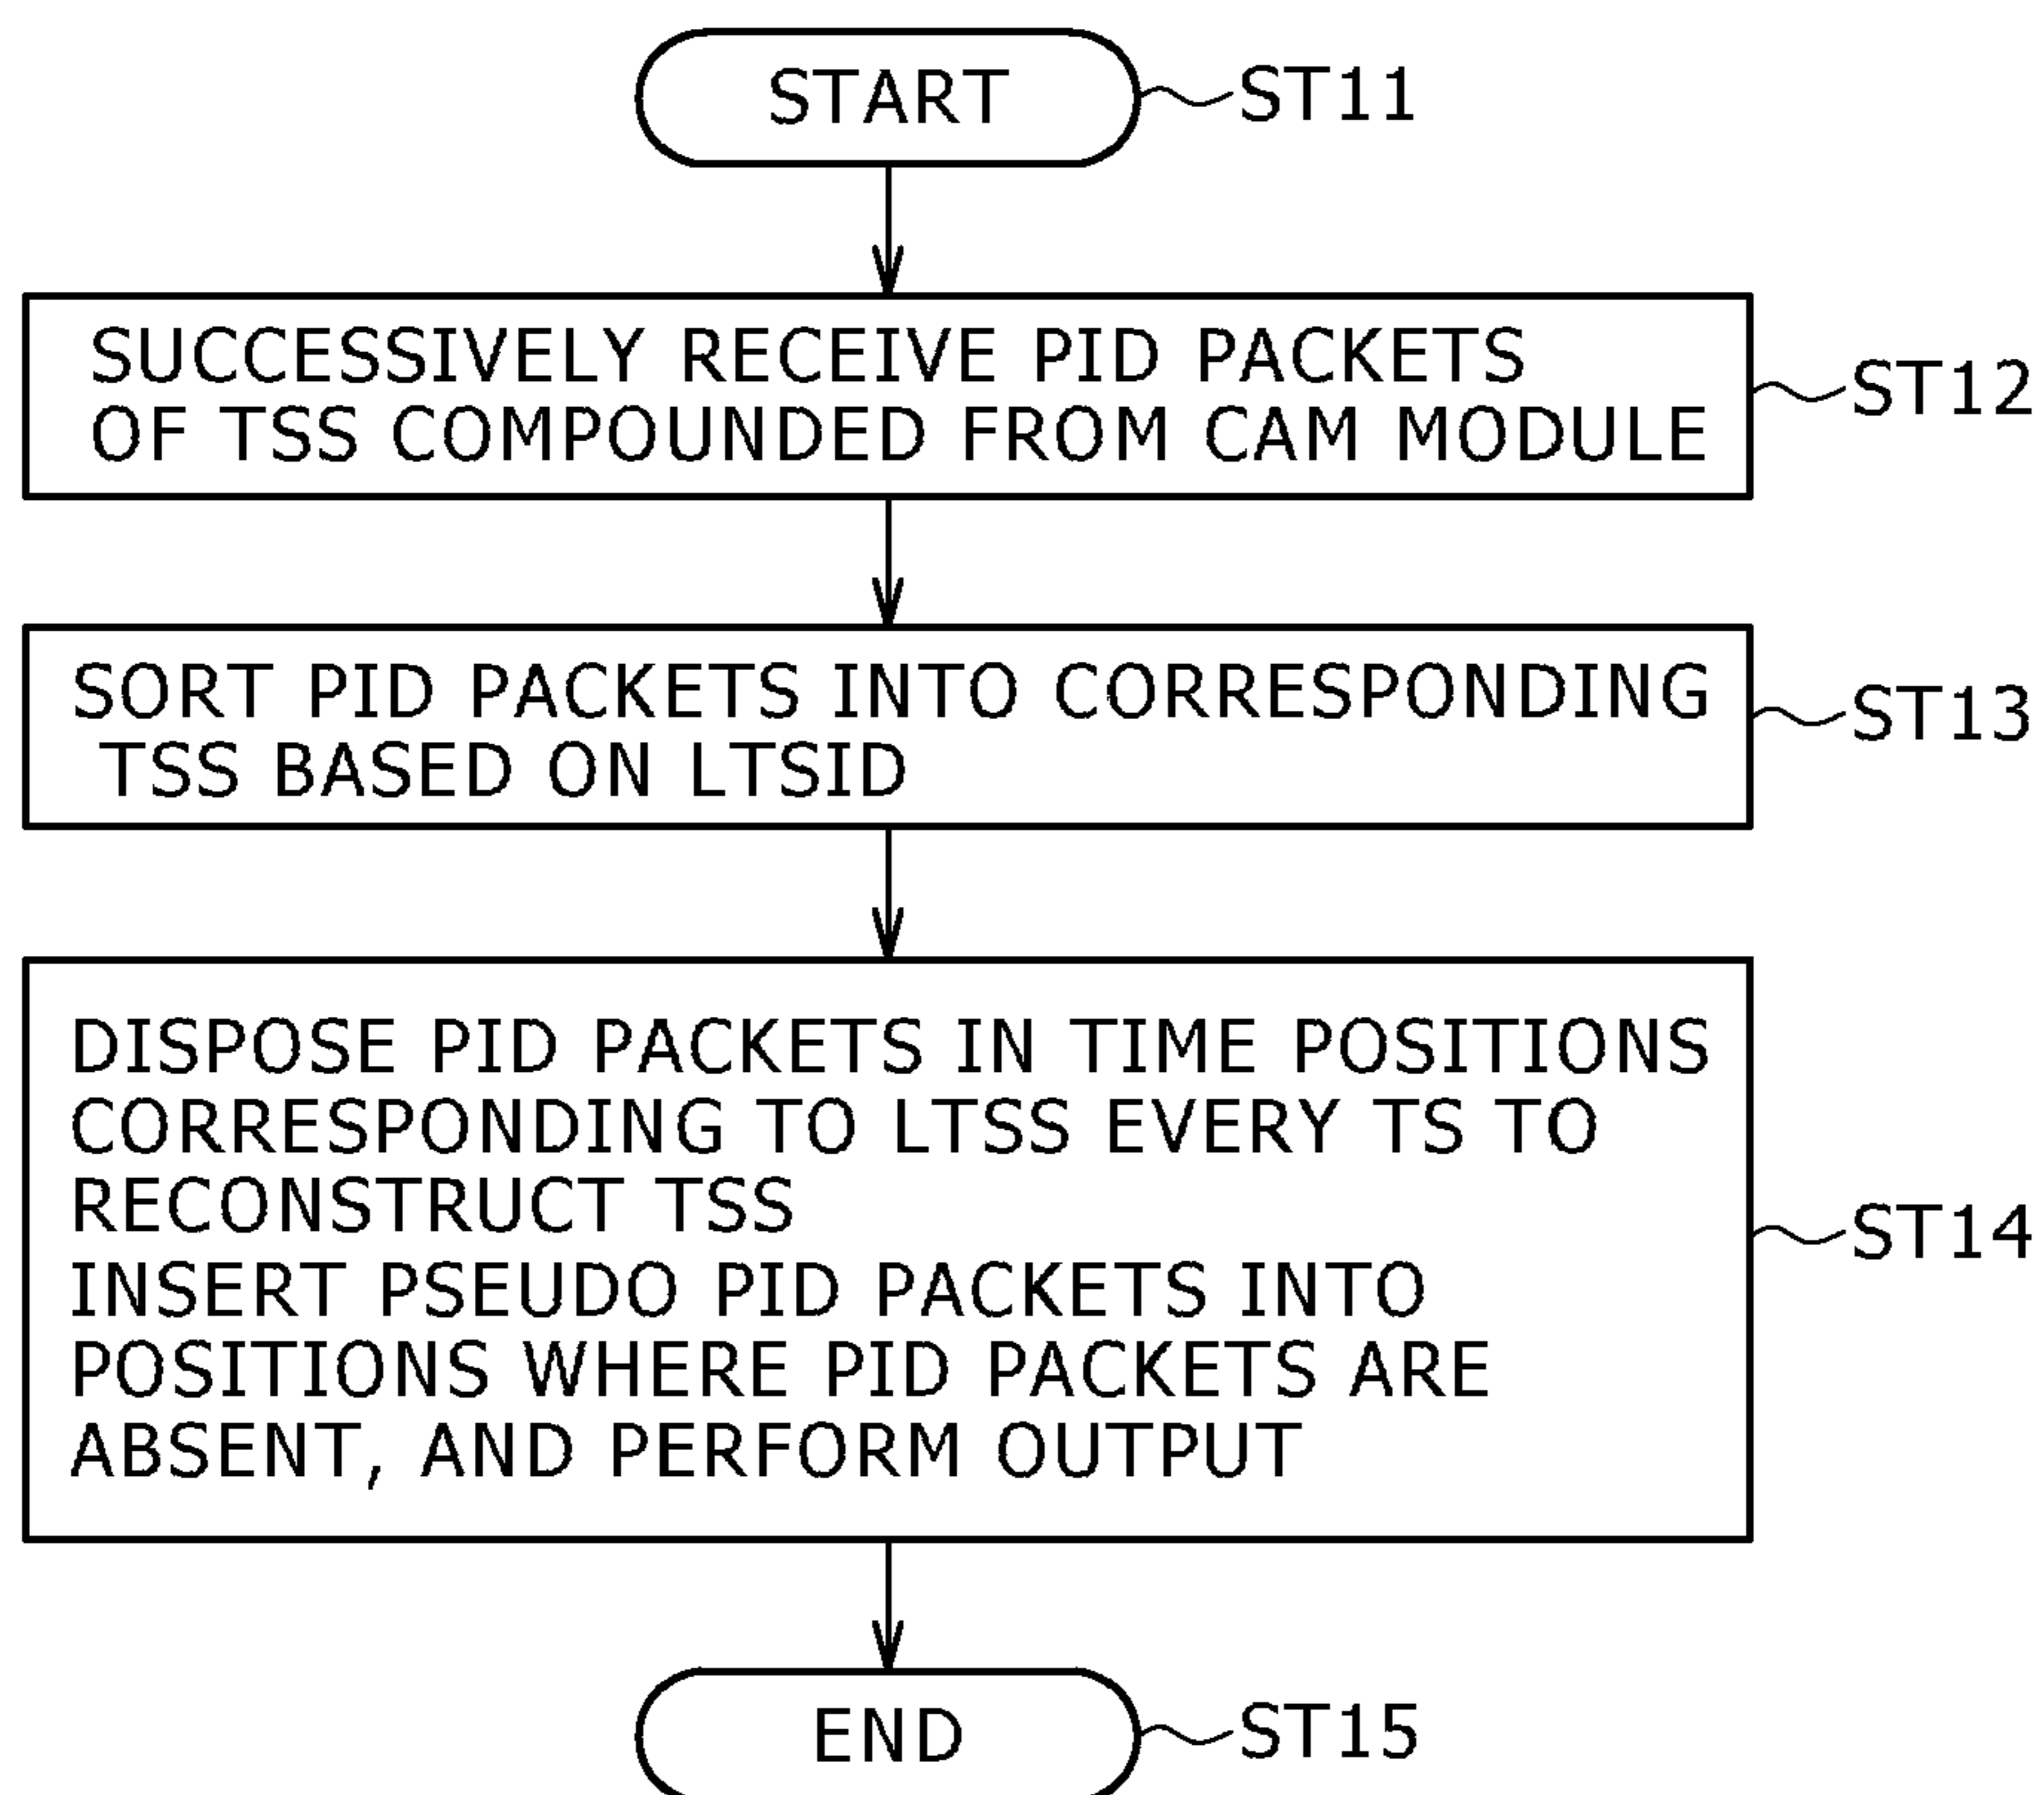 START
ST11
SUCCESSIVELY RECEIVE PID PACKETS
OF TSS COMPOUNDED FROM CAM MODULE
ST12
SORT PID PACKETS INTO CORRESPONDING
TSS BASED ON LTSID
ST13
DISPOSE PID PACKETS IN TIME POSITIONS
CORRESPONDING TO LTSS EVERY TS TO
RECONSTRUCT TSS
INSERT PSEUDO PID PACKETS INTO
POSITIONS WHERE PID PACKETS ARE
ABSENT, AND PERFORM OUTPUT
ST14
END
ST15